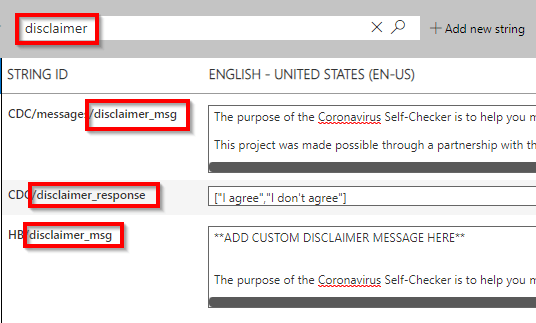 disclaimer
Add new string
STRING ID
ENGLISH - UNITED STATES (EN-US)
CDC/messages/disclaimer_msg
The purpose of the Coronavirus Self-Checker is to help you m
This project was made possible through a partnership with th
CDC/disclaimer_response
["I agree","I don't agree"]
HB/disclaimer_msg
**ADD CUSTOM DISCLAIMER MESSAGE HERE**
The purpose of the Coronavirus Self-Checker is to help you m